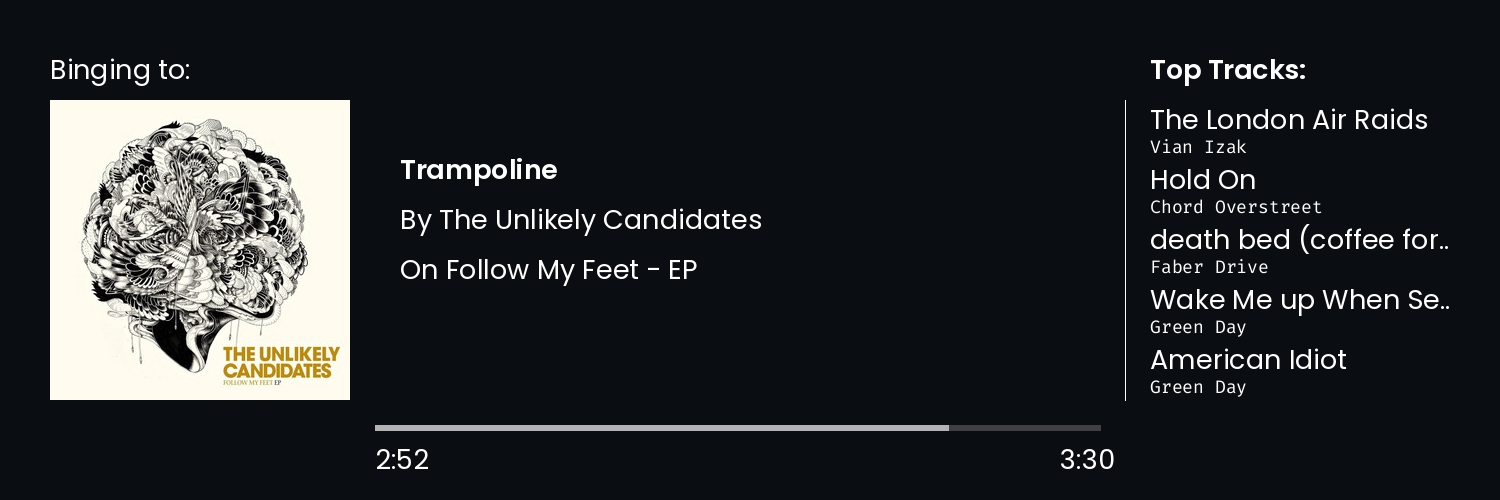 Binging to:
THE UNLIKELY
CANDIDATES
FOLLOW MY FEET EP
Trampoline
By The Unlikely Candidates
On Follow My Feet - EP
2:52
3:30
Top Tracks:
The London Air Raids
Vian Izak
Hold On
Chord Overstreet
death bed (coffee for..
Faber Drive
Wake Me up When Se..
Green Day
American Idiot
Green Day